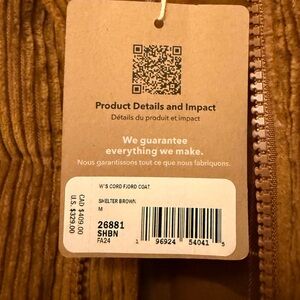 Product Details and Impact
Détails du produit et impact
We guarantee
everything we make.
Nous garantissons tout ce que nous fabriquons.
W'S CORD FJORD COAT
SHELTER BROWN
M
26881
SHBN
FA24
CAD $409.00
U.S. $329.00
1 96924 54041 5